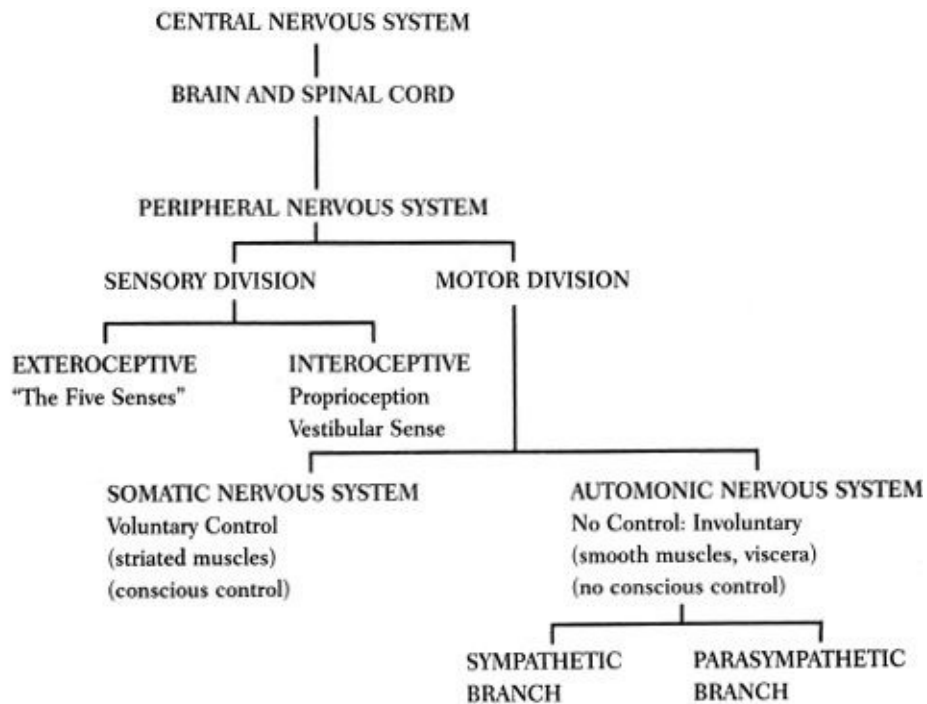 CENTRAL NERVOUS SYSTEM
BRAIN AND SPINAL CORD
PERIPHERAL NERVOUS SYSTEM
SENSORY DIVISION
MOTOR DIVISION
EXTEROCEPTIVE
"The Five Senses"
INTEROCEPTIVE
Proprioception
Vestibular Sense
SOMATIC NERVOUS SYSTEM
Voluntary Control
(striated muscles)
(conscious control)
AUTOMONIC NERVOUS SYSTEM
No Control: Involuntary
(smooth muscles, viscera)
(no conscious control)
SYMPATHETIC
BRANCH
PARASYMPATHETIC
BRANCH